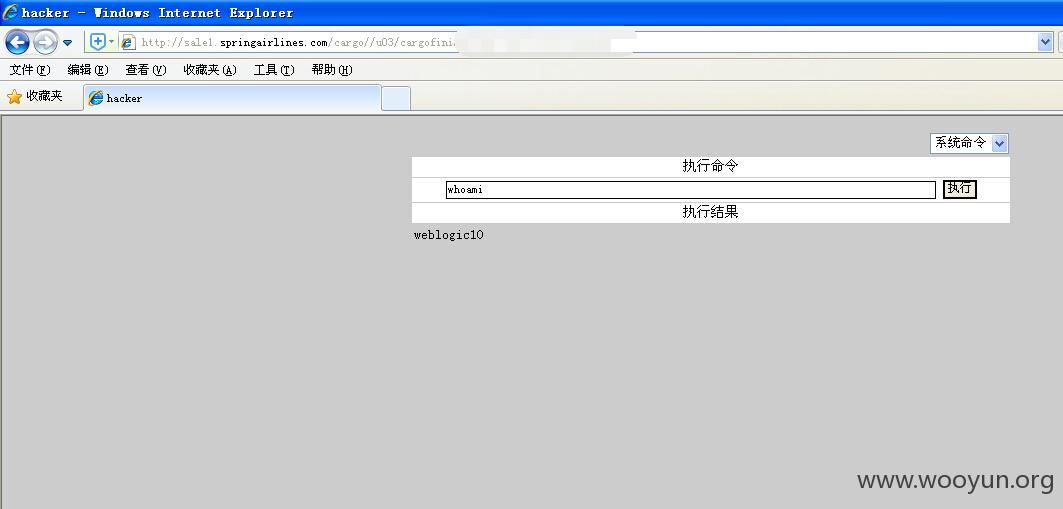 hacker - Windows Internet Explorer
http://sale1.springairlines.com/cargo//u03/cargofini
文件(F) 编辑(E) 查看(V) 收藏夹(A) 工具(T) 帮助(H)
收藏夹 hacker
系统命令
执行命令
whoami 执行
执行结果
weblogic10
www.wooyun.org